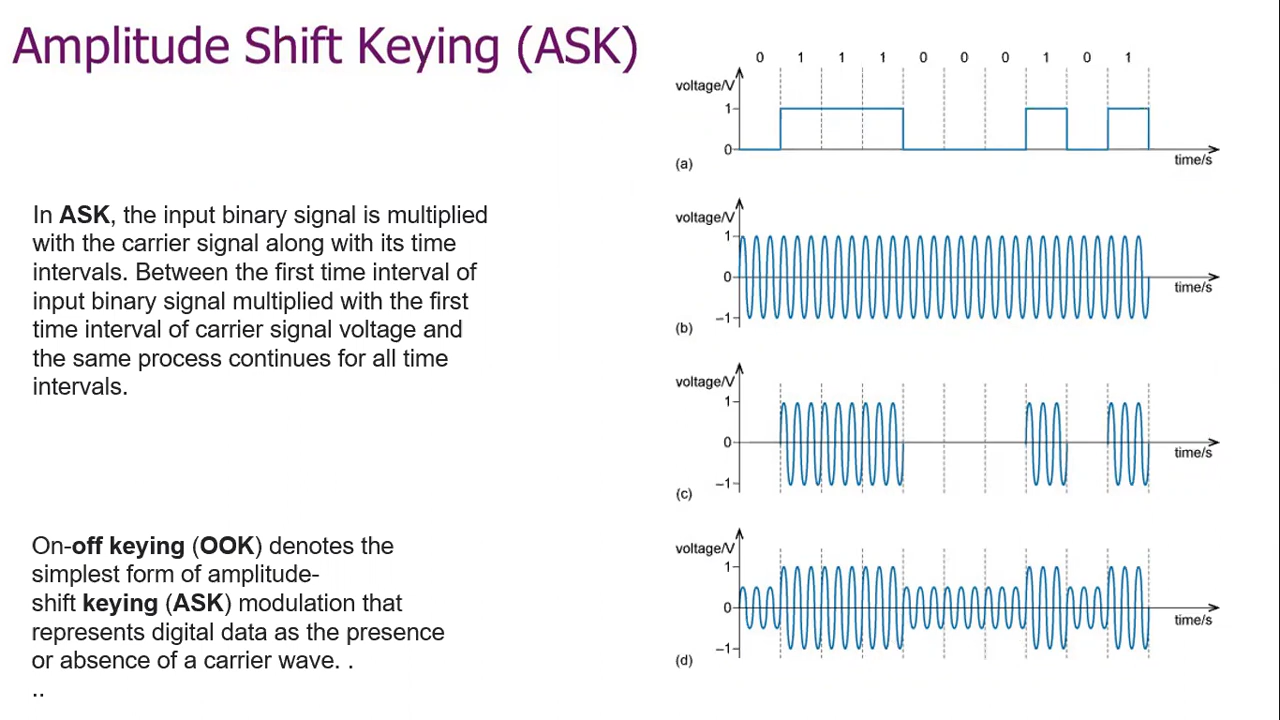 Amplitude Shift Keying (ASK)
In ASK, the input binary signal is multiplied
with the carrier signal along with its time
intervals. Between the first time interval of
input binary signal multiplied with the first
time interval of carrier signal voltage and
the same process continues for all time
intervals.
On-off keying (OOK) denotes the
simplest form of amplitude-
shift keying (ASK) modulation that
represents digital data as the presence
or absence of a carrier wave. .
..
0 1 1 1 0 0 0 1 0 1
voltage/V
1
0
time/s
(a)
voltage/V
1
0
time/s
–1
(b)
voltage/V
1
0
time/s
–1
(c)
voltage/V
1
0
time/s
–1
(d)